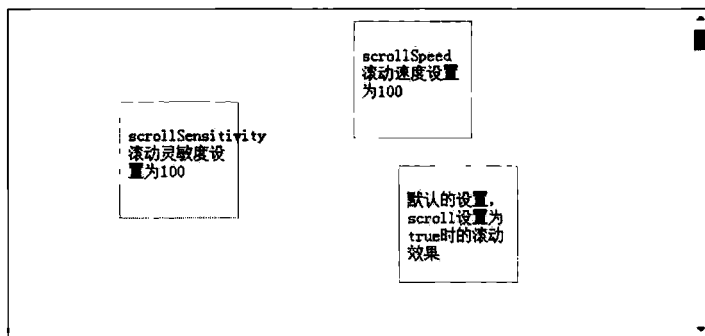 scrollSpeed
滚动速度设置
为100
scrollSensitivity
滚动灵敏度设
置为100
默认的设置，
scroll设置为
true时的滚动
效果